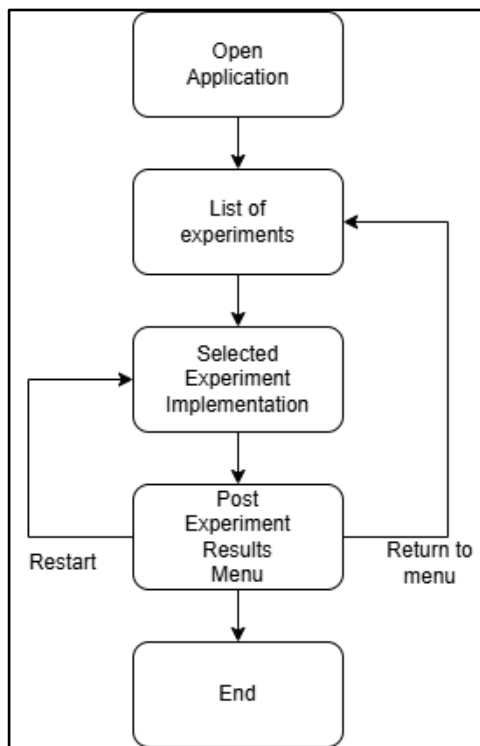 Open
Application
List of
experiments
Selected
Experiment
Implementation
Post
Experiment
Results
Menu
Restart
Return to
menu
End